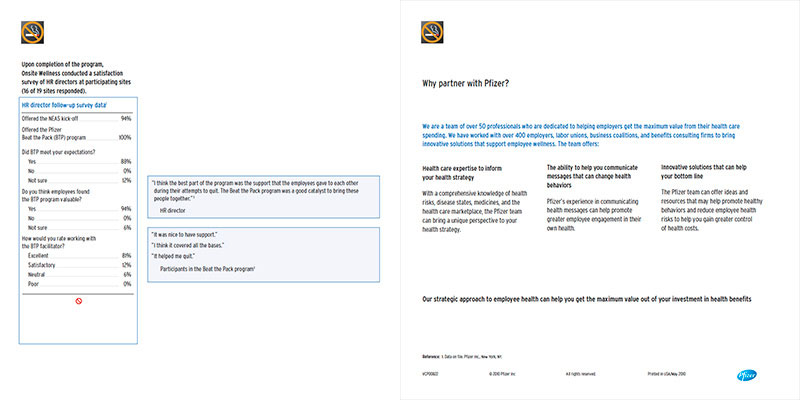 Upon completion of the program,
Onsite Wellness conducted a satisfaction
survey of HR directors at participating sites
(16 of 19 sites responded).
HR director follow-up survey data¹
Offered the NEAS kick-off 94%
Offered the Pfizer
Beat the Pack (BTP) program 100%
Did BTP meet your expectations?
Yes 88%
No 0%
Not sure 12%
Do you think employees found
the BTP program valuable?
Yes 94%
No 0%
Not sure 6%
How would you rate working with
the BTP facilitator?
Excellent 81%
Satisfactory 12%
Neutral 6%
Poor 0%
"I think the best part of the program was the support that the employees gave to each other
during their attempts to quit. The Beat the Pack program was a good catalyst to bring these
people together."¹
HR director
"It was nice to have support."
"I think it covered all the bases."
"It helped me quit."
Participants in the Beat the Pack program¹
Why partner with Pfizer?
We are a team of over 50 professionals who are dedicated to helping employers get the maximum value from their health care
spending. We have worked with over 400 employers, labor unions, business coalitions, and benefits consulting firms to bring
innovative solutions that support employee wellness. The team offers:
Health care expertise to inform
your health strategy
With a comprehensive knowledge of health
risks, disease states, medicines, and the
health care marketplace, the Pfizer team
can bring a unique perspective to your
health strategy.
The ability to help you communicate
messages that can change health
behaviors
Pfizer's experience in communicating
health messages can help promote
greater employee engagement in their
own health.
Innovative solutions that can help
your bottom line
The Pfizer team can offer ideas and
resources that may help promote healthy
behaviors and reduce employee health
risks to help you gain greater control
of health costs.
Our strategic approach to employee health can help you get the maximum value out of your investment in health benefits
Reference: 1. Data on file. Pfizer Inc., New York, NY.
© 2010 Pfizer Inc.
All rights reserved.
Printed in USA/May 2010
Pfizer